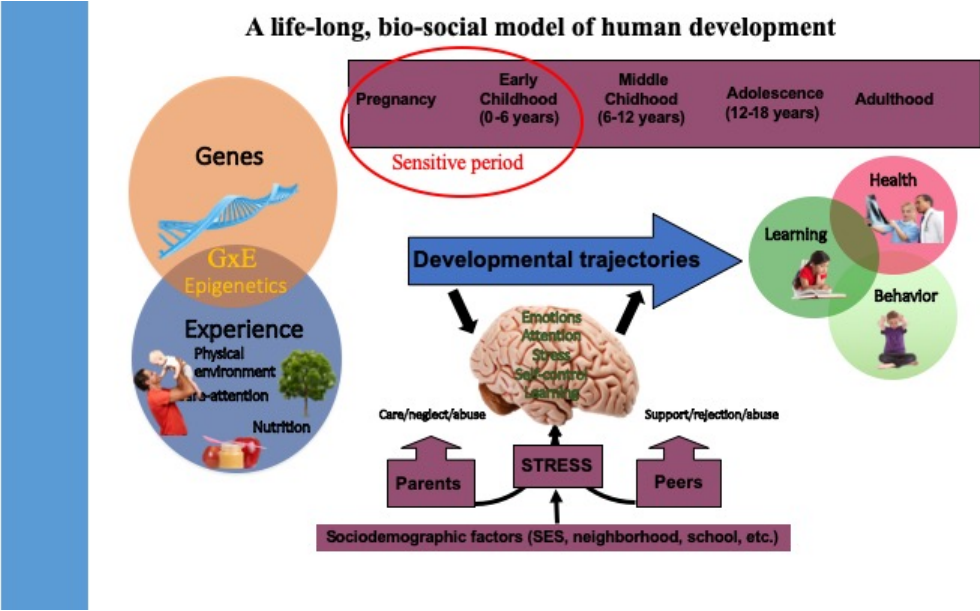 A life-long, bio-social model of human development
Pregnancy
Early
Childhood
(0-6 years)
Middle
Chidhood
(6-12 years)
Adolescence
(12-18 years)
Adulthood
Sensitive period
Genes
GxE
Epigenetics
Experience
Physical
environment
-attention
Nutrition
Developmental trajectories
Health
Learning
Behavior
Emotions
Attention
Stress
Self-control
Learning
Care/neglect/abuse
Support/rejection/abuse
Parents
STRESS
Peers
Sociodemographic factors (SES, neighborhood, school, etc.)